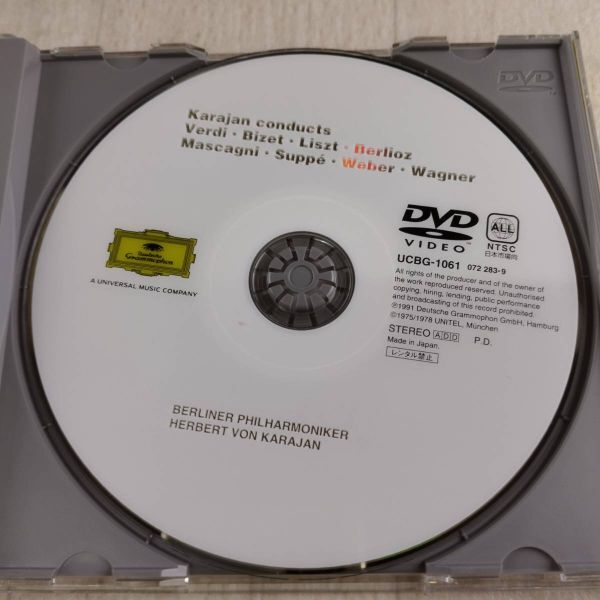 DVD
Karajan conducts
Verdi · Bizet · Liszt · Berlioz
Mascagni · Suppé · Weber · Wagner
Deutsche
Grammophon
A UNIVERSAL MUSIC COMPANY
DVD
VIDEO
ALL
NTSC
日本市場向
UCBG-1061 072 283-9
All rights of the producer and of the owner of
the work reproduced reserved. Unauthorised
copying, hiring, lending, public performance
and broadcasting of this record prohibited.
℗1991 Deutsche Grammophon GmbH, Hamburg
©1975/1978 UNITEL, München
STEREO ADD P.D.
Made in Japan.
レンタル禁止
BERLINER PHILHARMONIKER
HERBERT VON KARAJAN